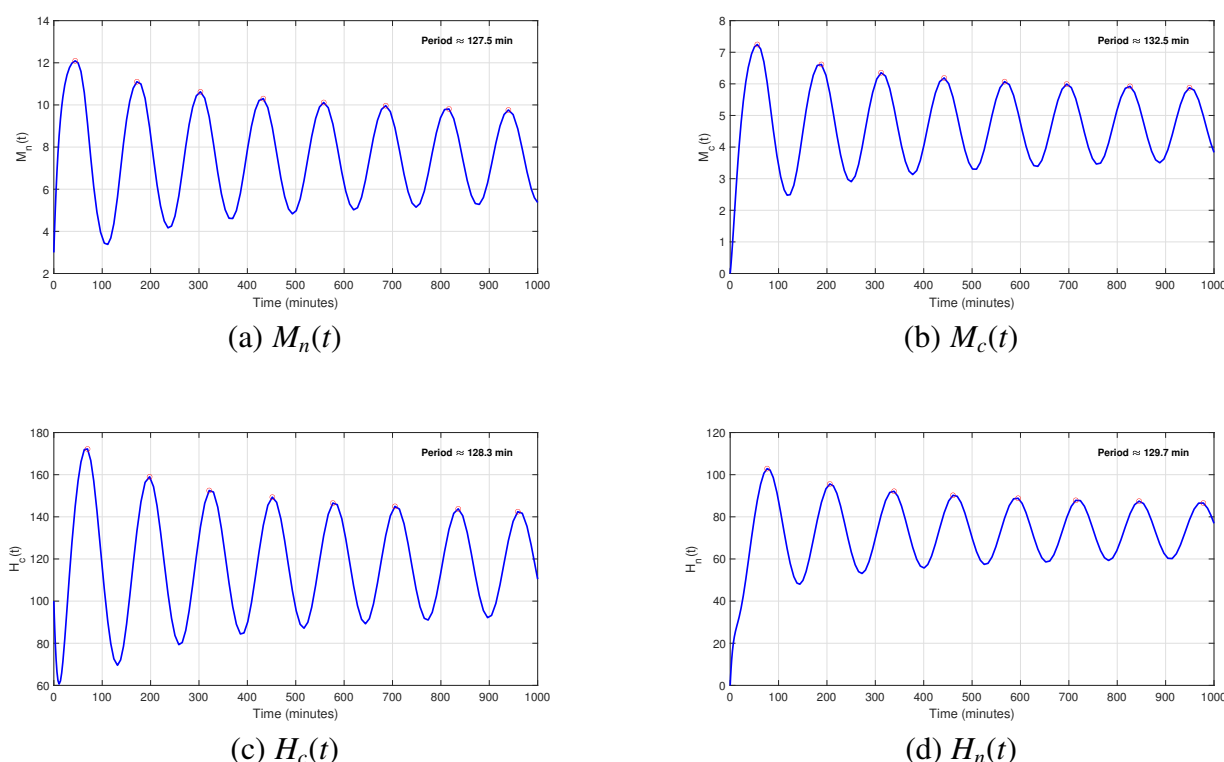 14
12
10
8
6
4
2
M_n(t)
Period ≈ 127.5 min
0 100 200 300 400 500 600 700 800 900 1000
Time (minutes)
(a) M_n(t)
8
7
6
5
4
3
2
1
0
M_c(t)
Period ≈ 132.5 min
0 100 200 300 400 500 600 700 800 900 1000
Time (minutes)
(b) M_c(t)
180
160
140
120
100
80
60
H_c(t)
Period ≈ 128.3 min
0 100 200 300 400 500 600 700 800 900 1000
Time (minutes)
(c) H_c(t)
120
100
80
60
40
20
0
H_n(t)
Period ≈ 129.7 min
0 100 200 300 400 500 600 700 800 900 1000
Time (minutes)
(d) H_n(t)